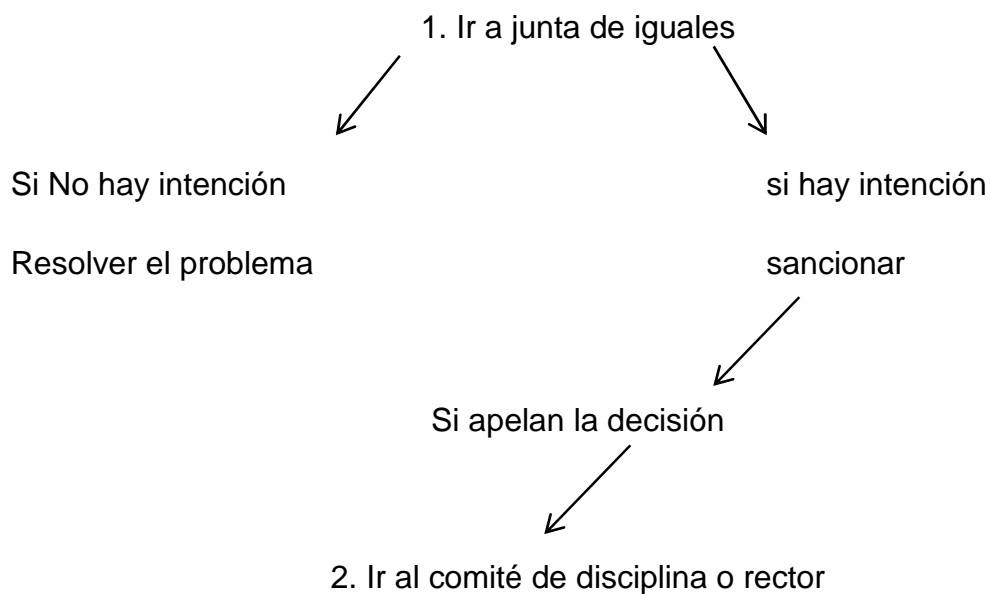 1. Ir a junta de iguales
Si No hay intención
si hay intención
Resolver el problema
sancionar
Si apelan la decisión
2. Ir al comité de disciplina o rector